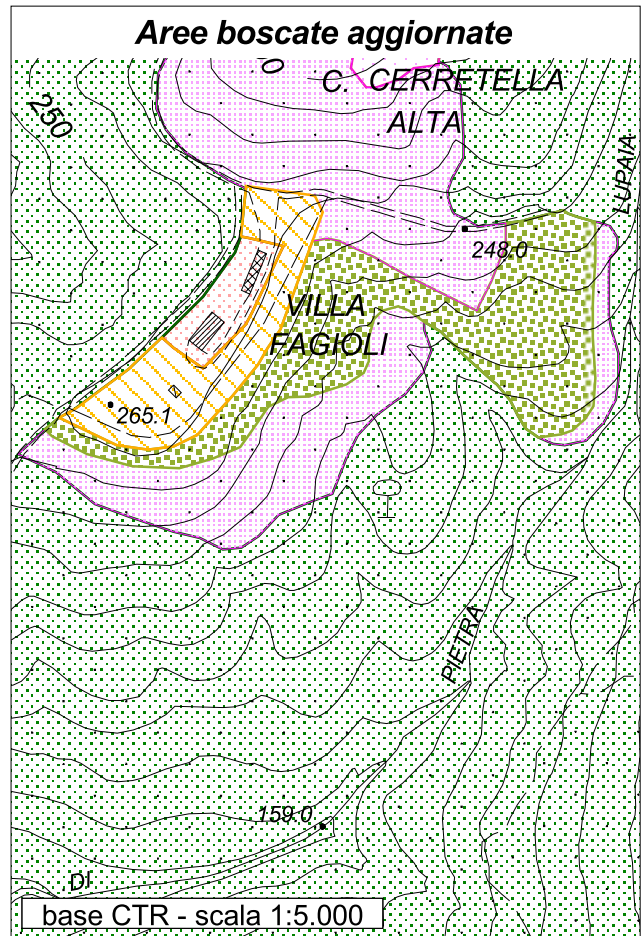 Aree boscate aggiornate
0
C. CERRETELLA
ALTA
250
LUPAIA
248.0
VILLA
FAGIOLI
265.1
PIETRA
159.0
DI
base CTR - scala 1:5.000